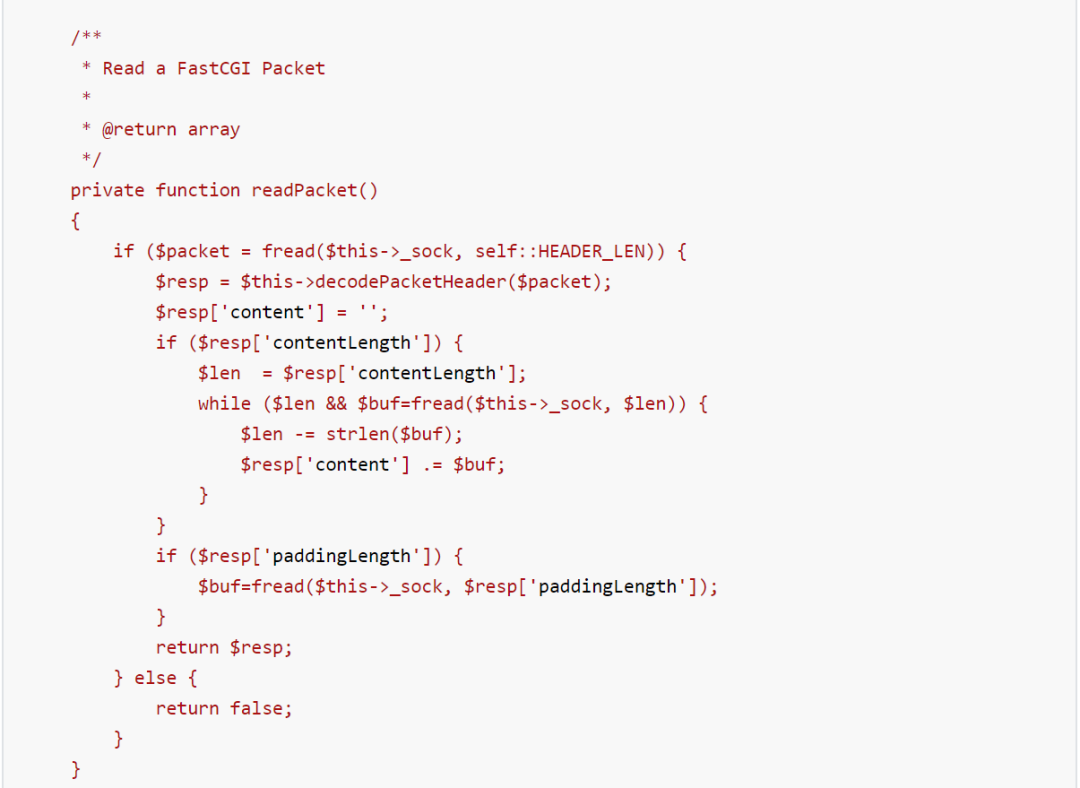 /**
 * Read a FastCGI Packet
 *
 * @return array
 */
private function readPacket()
{
    if ($packet = fread($this->_sock, self::HEADER_LEN)) {
        $resp = $this->decodePacketHeader($packet);
        $resp['content'] = '';
        if ($resp['contentLength']) {
            $len  = $resp['contentLength'];
            while ($len && $buf=fread($this->_sock, $len)) {
                $len -= strlen($buf);
                $resp['content'] .= $buf;
            }
        }
        if ($resp['paddingLength']) {
            $buf=fread($this->_sock, $resp['paddingLength']);
        }
        return $resp;
    } else {
        return false;
    }
}